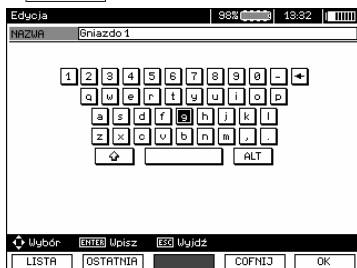 Edycja 98% 13:32
NAZWA Gniazdo 1
1 2 3 4 5 6 7 8 9 0 - ←
q w e r t y u i o p
a s d f g h j k l
z x c v b n m , .
ALT
Wybór ENTER Wpisz ESC Wyjdź
LISTA OSTATNIA COFNIJ OK